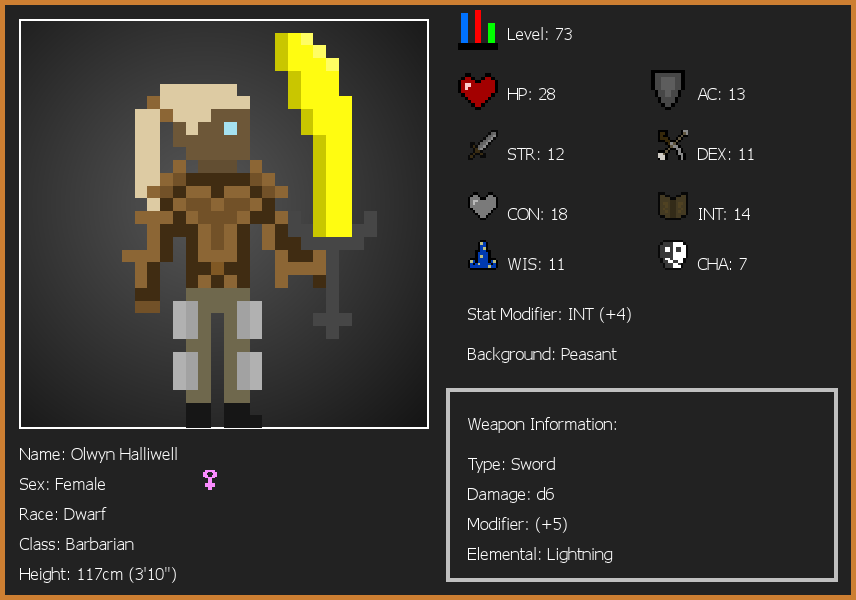 Level: 73
HP: 28
AC: 13
STR: 12
DEX: 11
CON: 18
INT: 14
WIS: 11
CHA: 7
Stat Modifier: INT (+4)
Background: Peasant
Weapon Information:
Type: Sword
Damage: d6
Modifier: (+5)
Elemental: Lightning
Name: Olwyn Halliwell
Sex: Female
Race: Dwarf
Class: Barbarian
Height: 117cm (3'10")